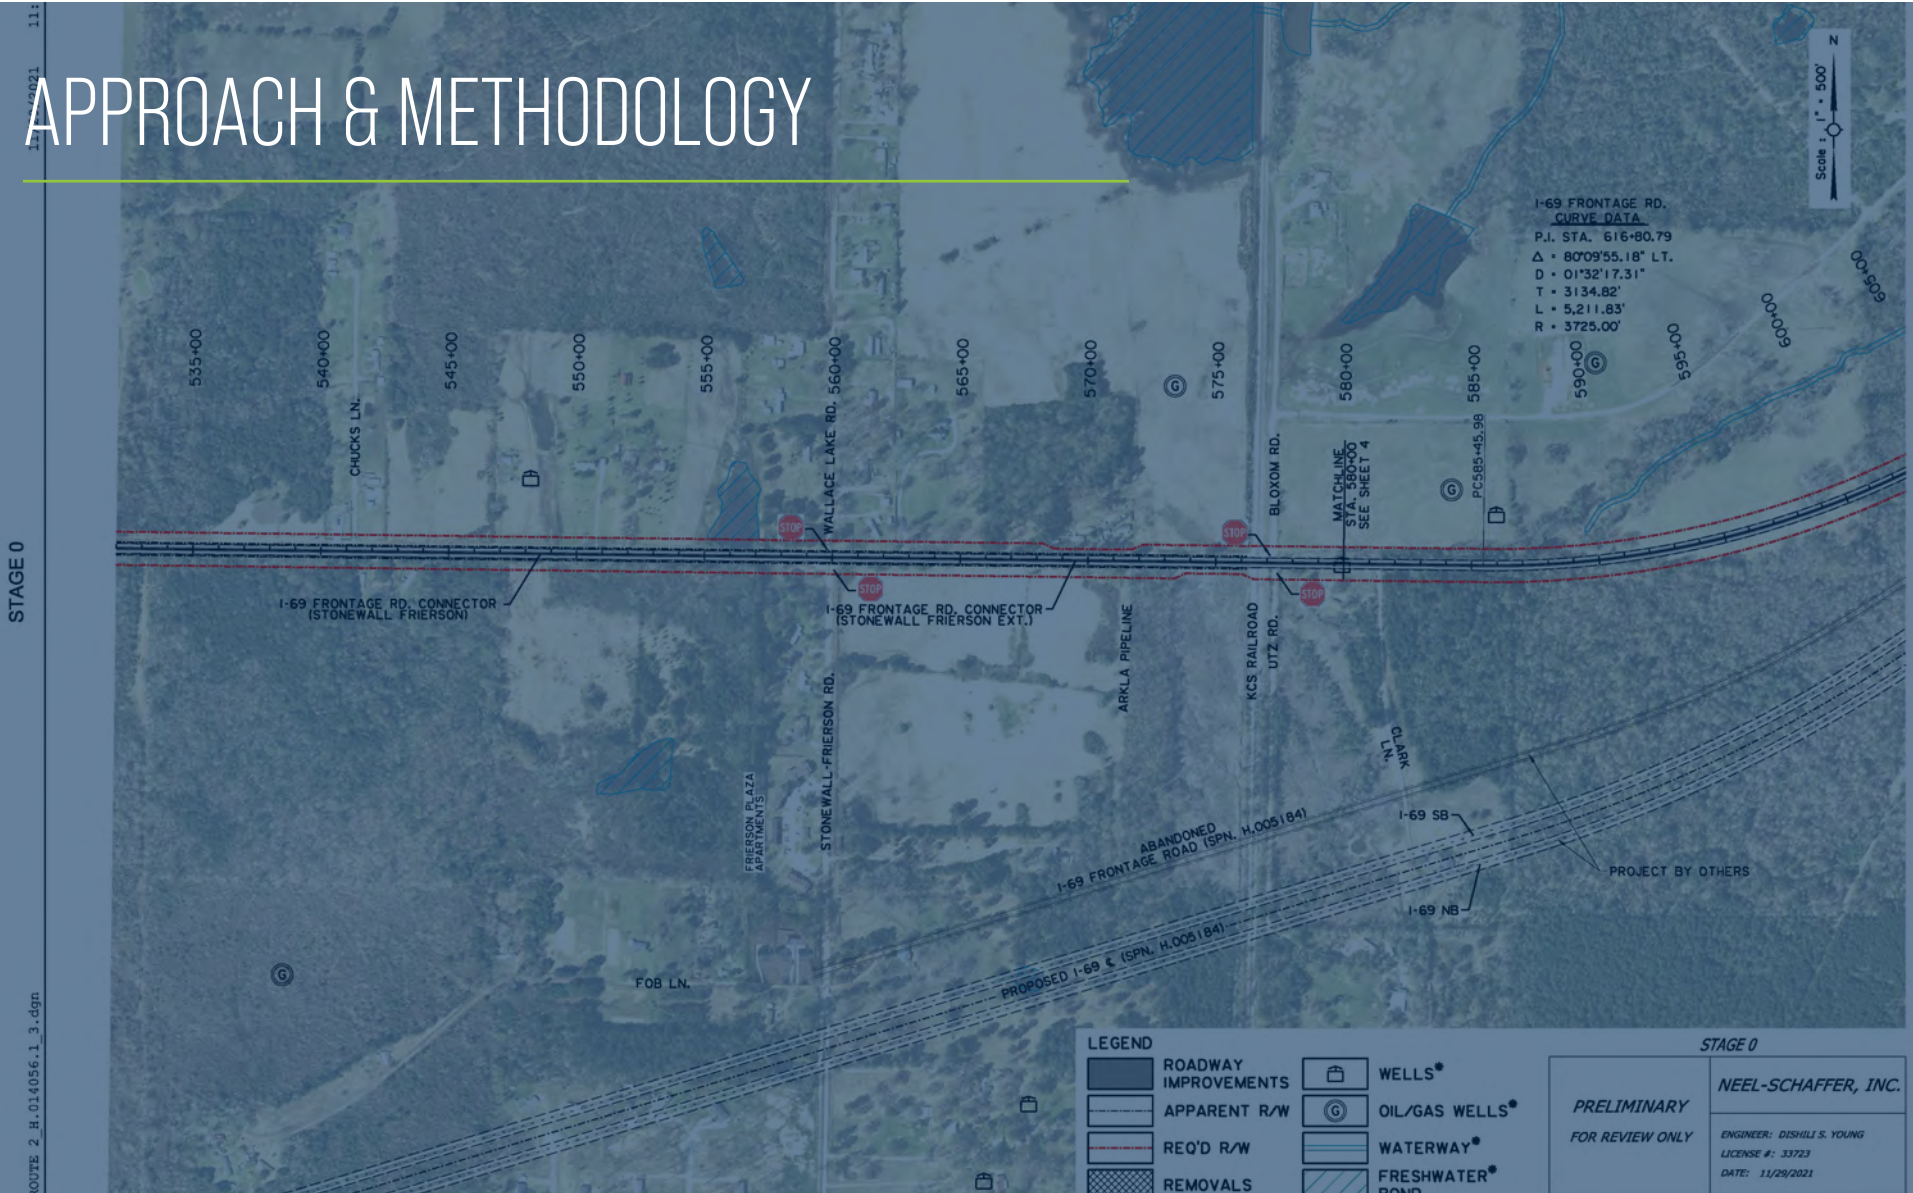 APPROACH & METHODOLOGY
STAGE 0
ROUTE 2_H.014056.1_3.dgn
N
Scale : 1" = 500'
I-69 FRONTAGE RD.
CURVE DATA
P.I. STA. 616+80.79
Δ = 80°09'55.18" LT.
D = 01°32'17.31"
T = 3134.82'
L = 5,211.83'
R = 3725.00'
535+00
540+00
545+00
550+00
555+00
560+00
565+00
570+00
575+00
580+00
585+00
590+00
595+00
600+00
605+00
CHUCKS LN.
WALLACE LAKE RD.
BLOXOM RD.
MATCHLINE
STA. 580+00
SEE SHEET 4
PC585+45.98
G
G
G
STOP
STOP
STOP
STOP
I-69 FRONTAGE RD. CONNECTOR
(STONEWALL FRIERSON)
I-69 FRONTAGE RD. CONNECTOR
(STONEWALL FRIERSON EXT.)
ARKLA PIPELINE
KCS RAILROAD
UTZ RD.
STONEWALL-FRIERSON RD.
FRIERSON PLAZA
APARTMENTS
CLARK
LN.
ABANDONED
I-69 FRONTAGE ROAD (SPN. H.005184)
I-69 SB
PROJECT BY OTHERS
I-69 NB
PROPOSED I-69 ℄ (SPN. H.005184)
G
FOB LN.
LEGEND
ROADWAY
IMPROVEMENTS
APPARENT R/W
REQ'D R/W
REMOVALS
WELLS*
G
OIL/GAS WELLS*
WATERWAY*
FRESHWATER*
POND
STAGE 0
PRELIMINARY
FOR REVIEW ONLY
NEEL-SCHAFFER, INC.
ENGINEER: DISHILI S. YOUNG
LICENSE #: 33723
DATE: 11/29/2021